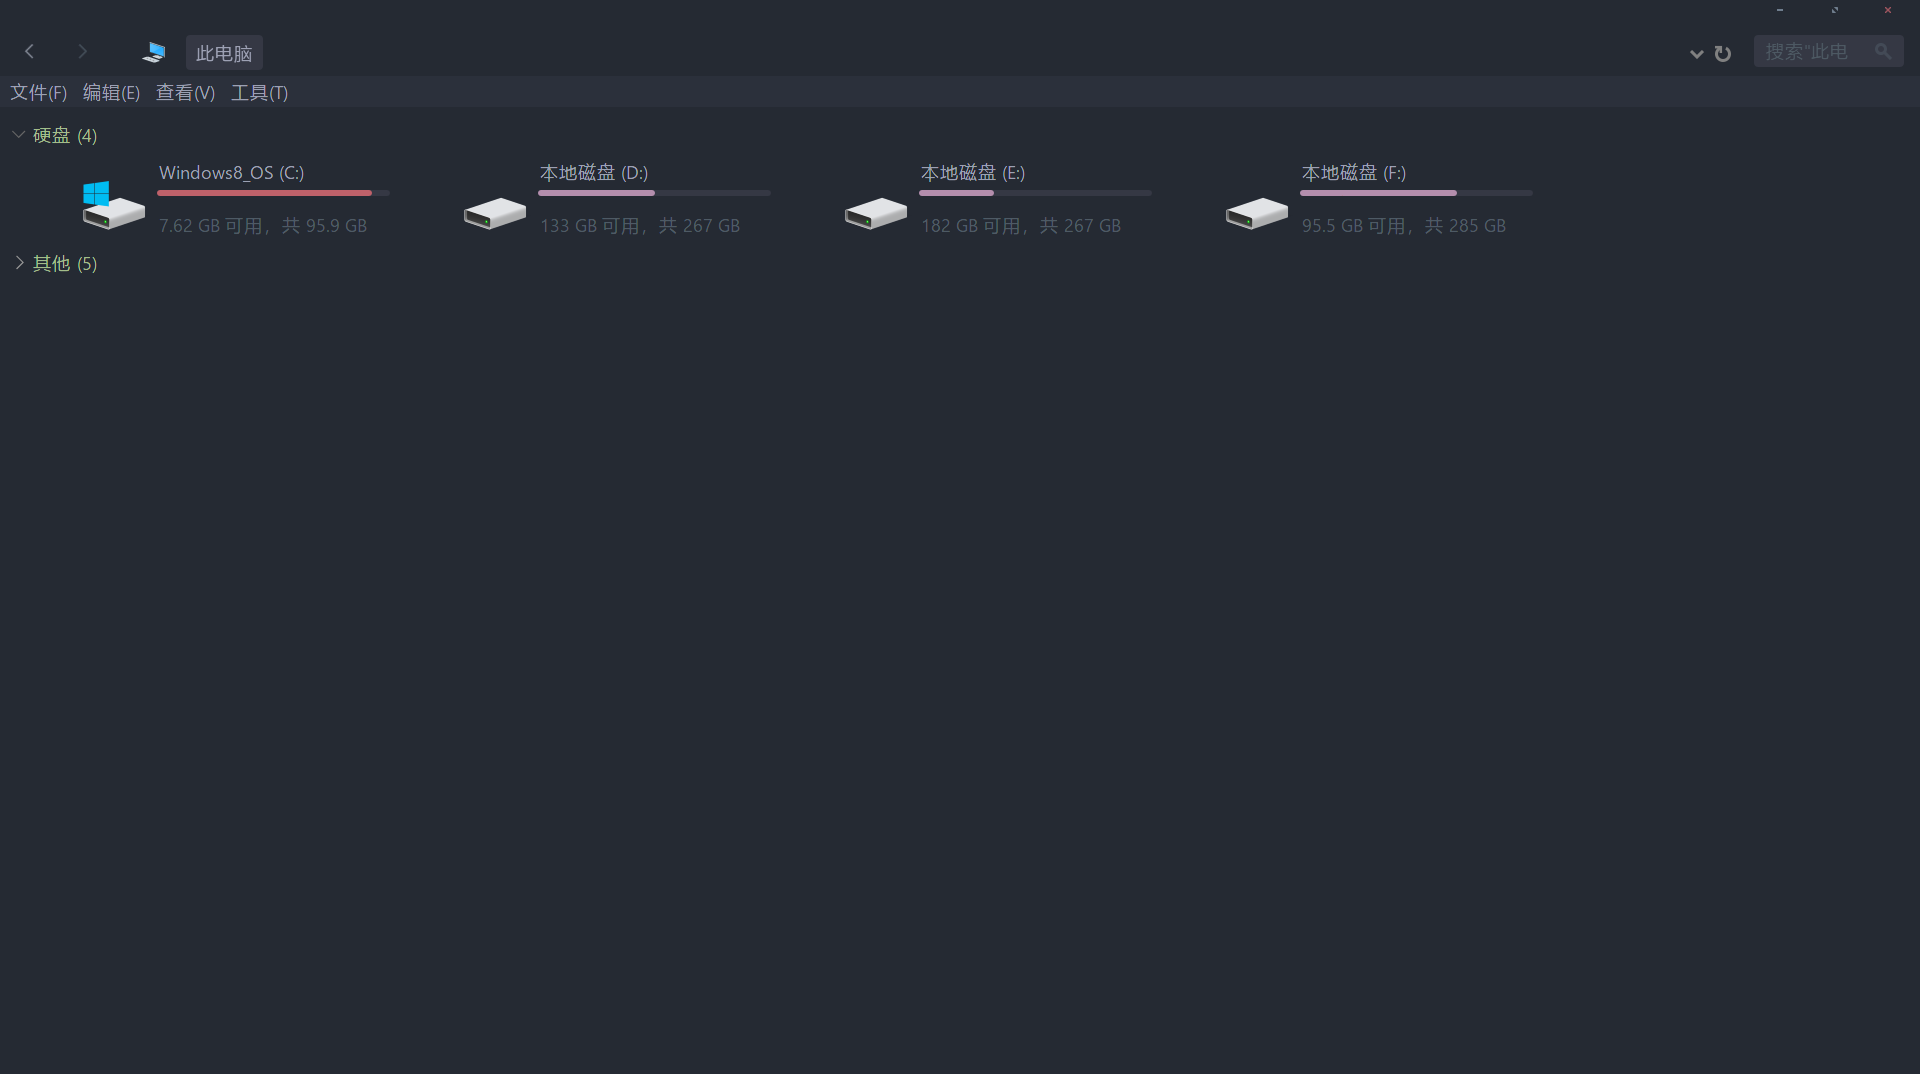 此电脑
搜索"此电
文件(F) 编辑(E) 查看(V) 工具(T)
硬盘 (4)
Windows8_OS (C:)
7.62 GB 可用，共 95.9 GB
本地磁盘 (D:)
133 GB 可用，共 267 GB
本地磁盘 (E:)
182 GB 可用，共 267 GB
本地磁盘 (F:)
95.5 GB 可用，共 285 GB
其他 (5)